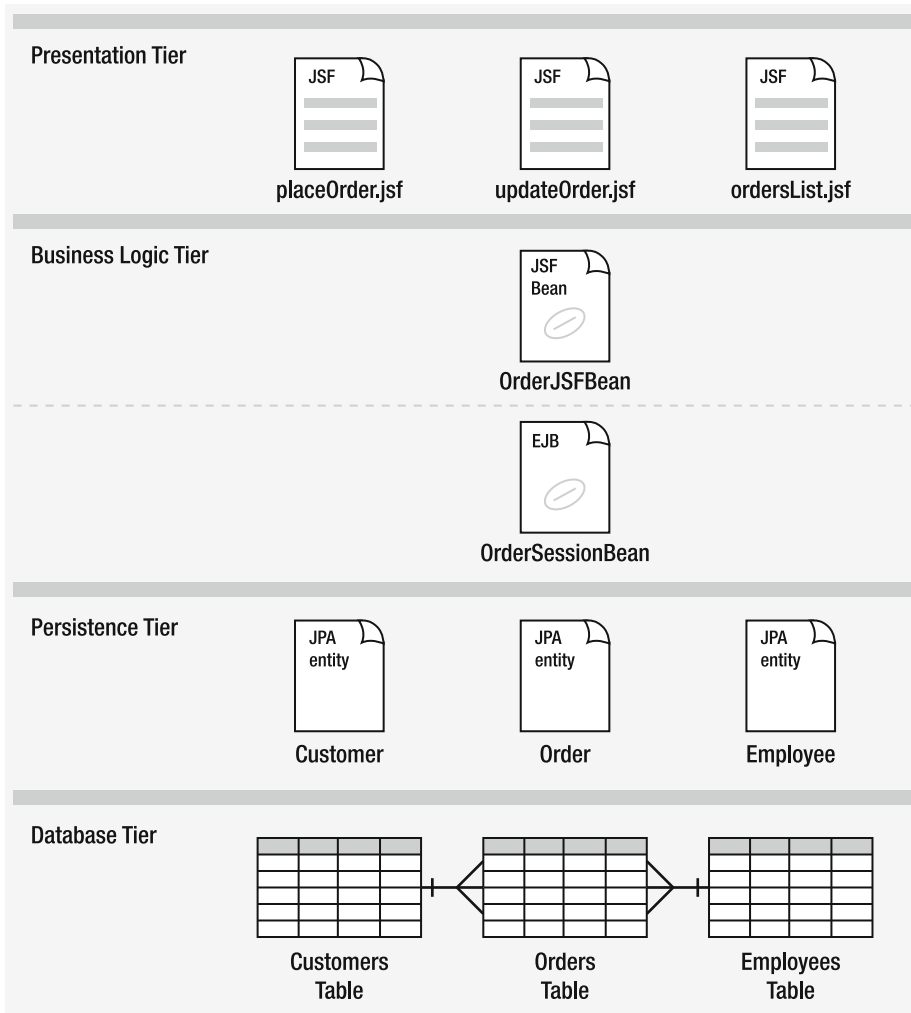 Presentation Tier
JSF
JSF
JSF
placeOrder.jsf
updateOrder.jsf
ordersList.jsf
Business Logic Tier
JSF
Bean
OrderJSFBean
EJB
OrderSessionBean
Persistence Tier
JPA
entity
JPA
entity
JPA
entity
Customer
Order
Employee
Database Tier
Customers
Table
Orders
Table
Employees
Table